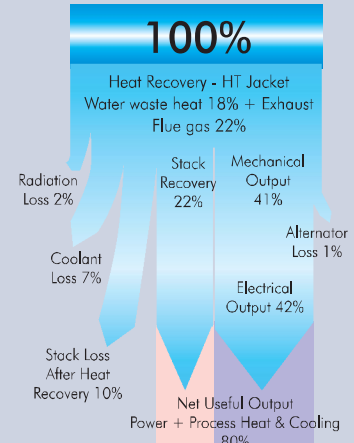 100%
Heat Recovery - HT Jacket
Water waste heat 18% + Exhaust
Flue gas 22%
Stack
Recovery
22%
Mechanical
Output
41%
Radiation
Loss 2%
Alternator
Loss 1%
Coolant
Loss 7%
Electrical
Output 42%
Stack Loss
After Heat
Recovery 10%
Net Useful Output
Power + Process Heat & Cooling
80%